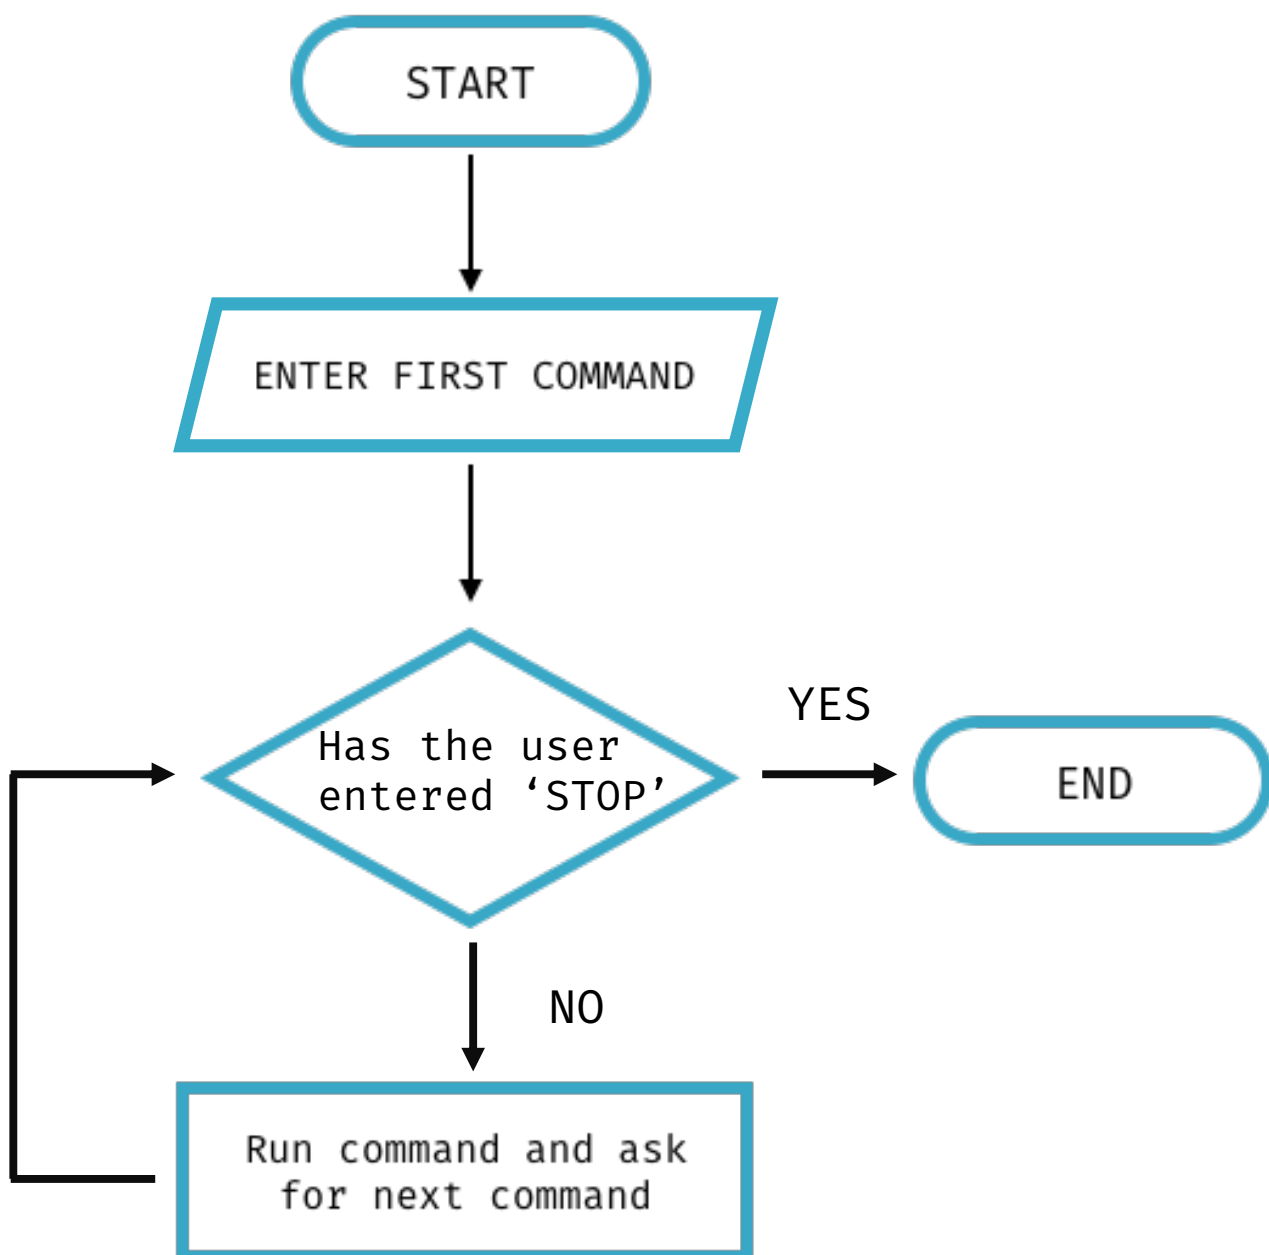 START
ENTER FIRST COMMAND
Has the user
entered ‘STOP’
YES
END
NO
Run command and ask
for next command